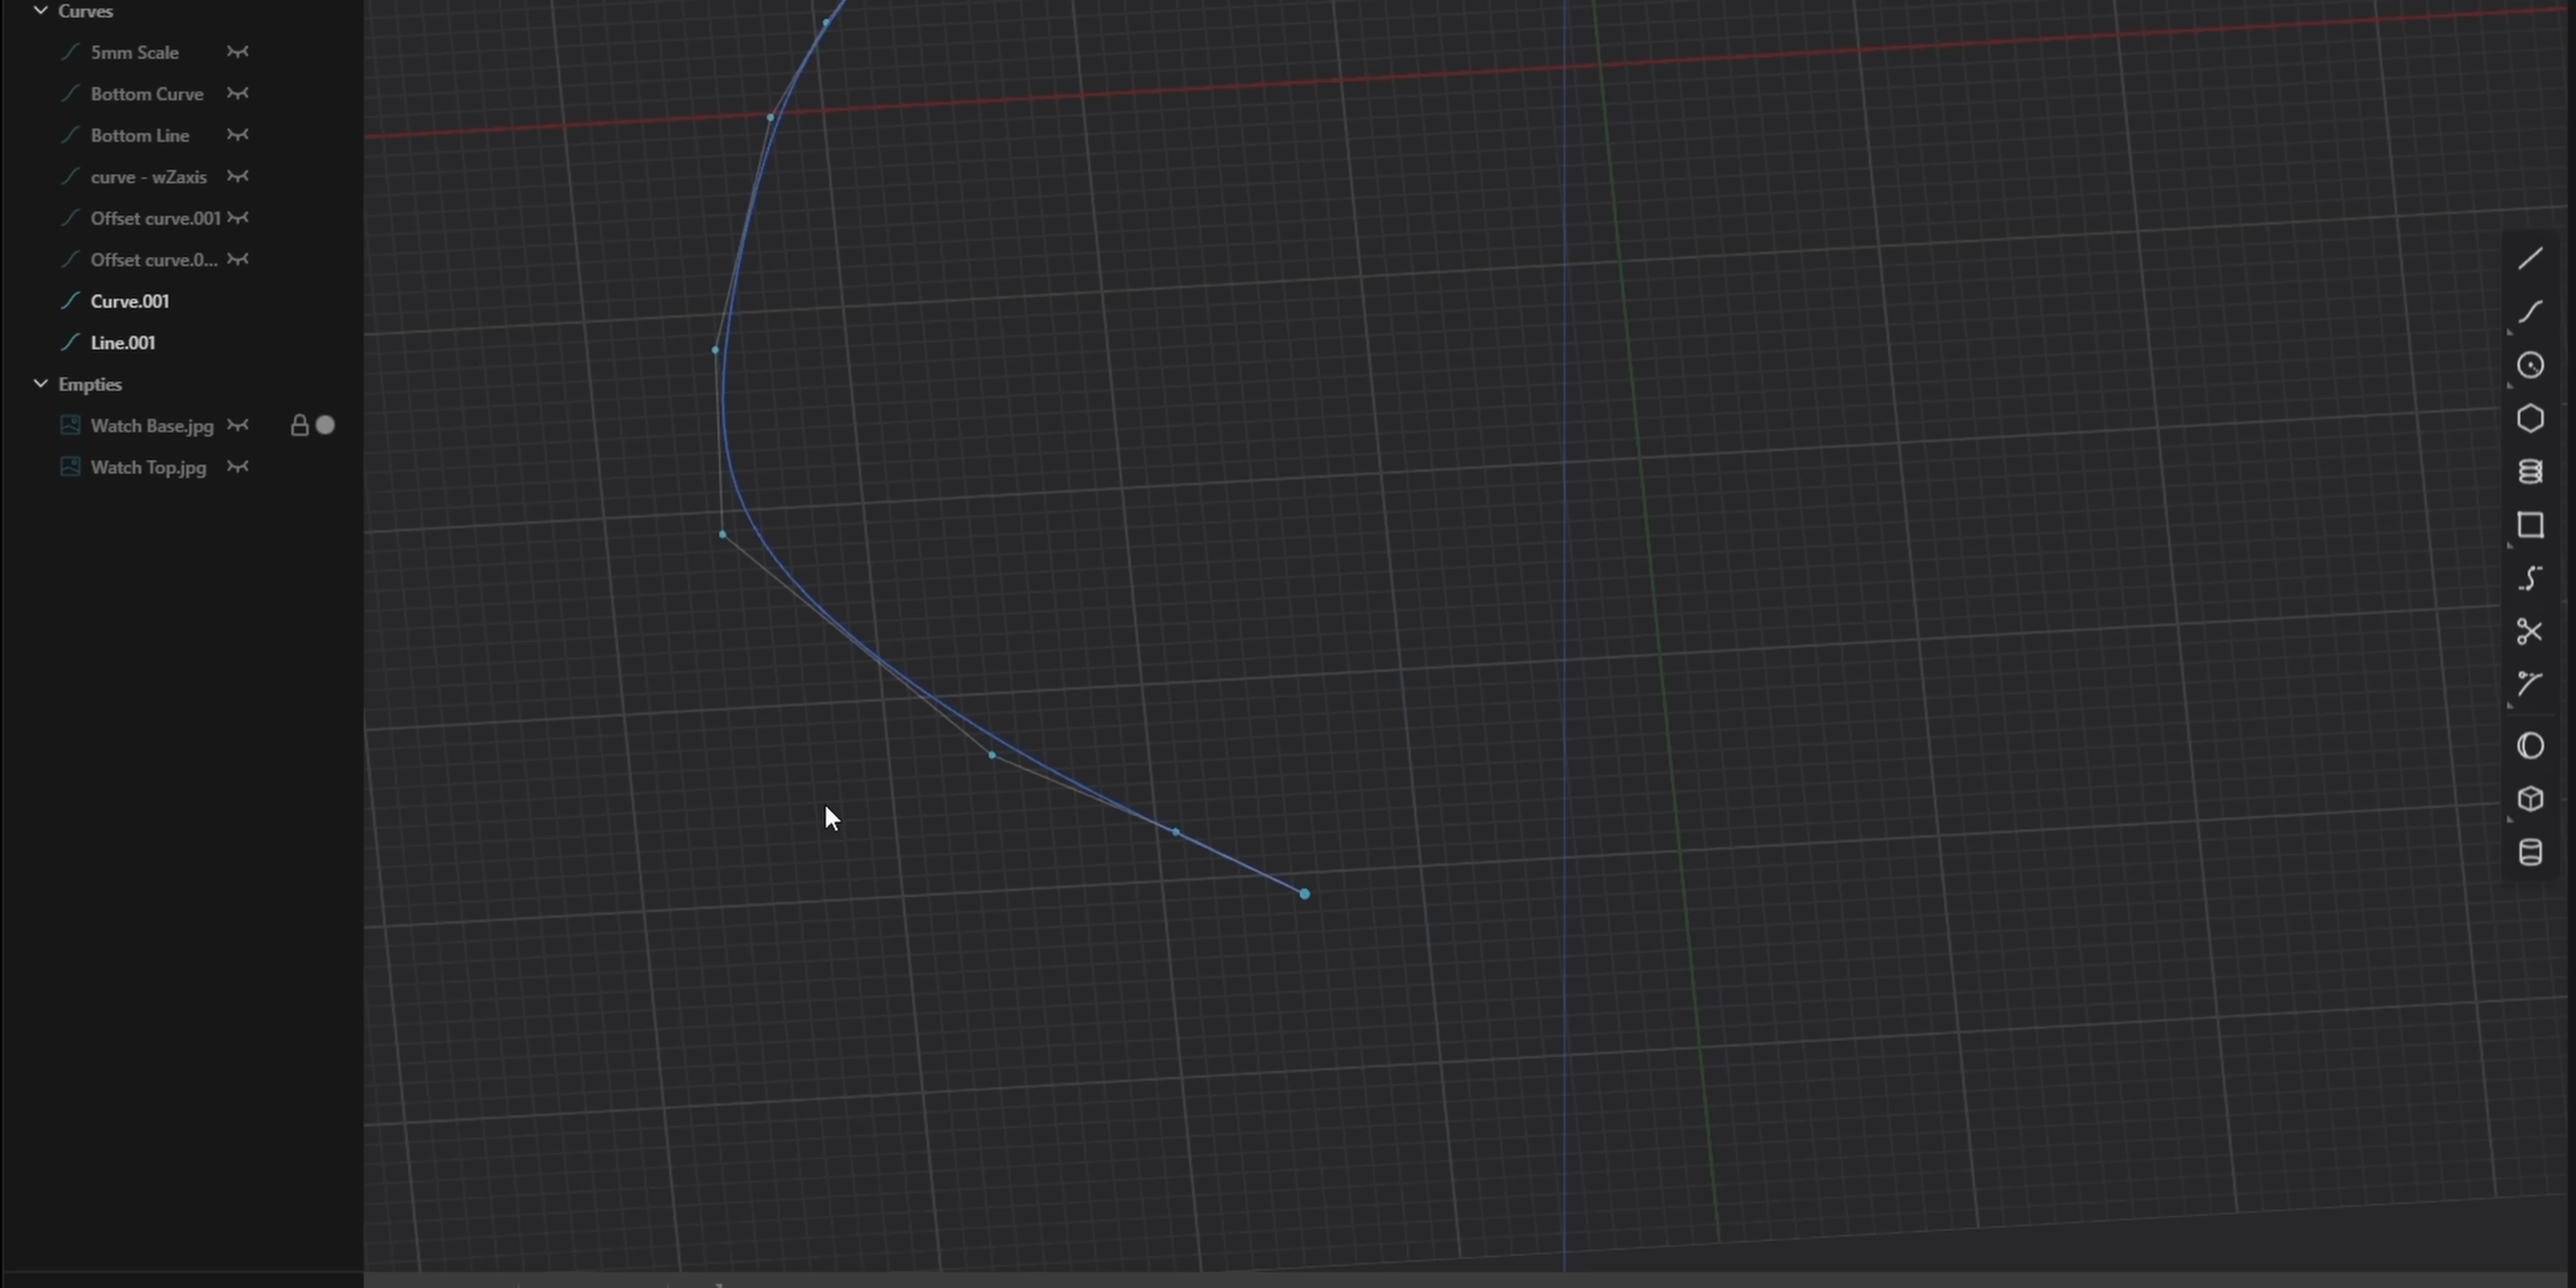 Curves
5mm Scale
Bottom Curve
Bottom Line
curve - wZaxis
Offset curve.001
Offset curve.0...
Curve.001
Line.001
Empties
Watch Base.jpg
Watch Top.jpg